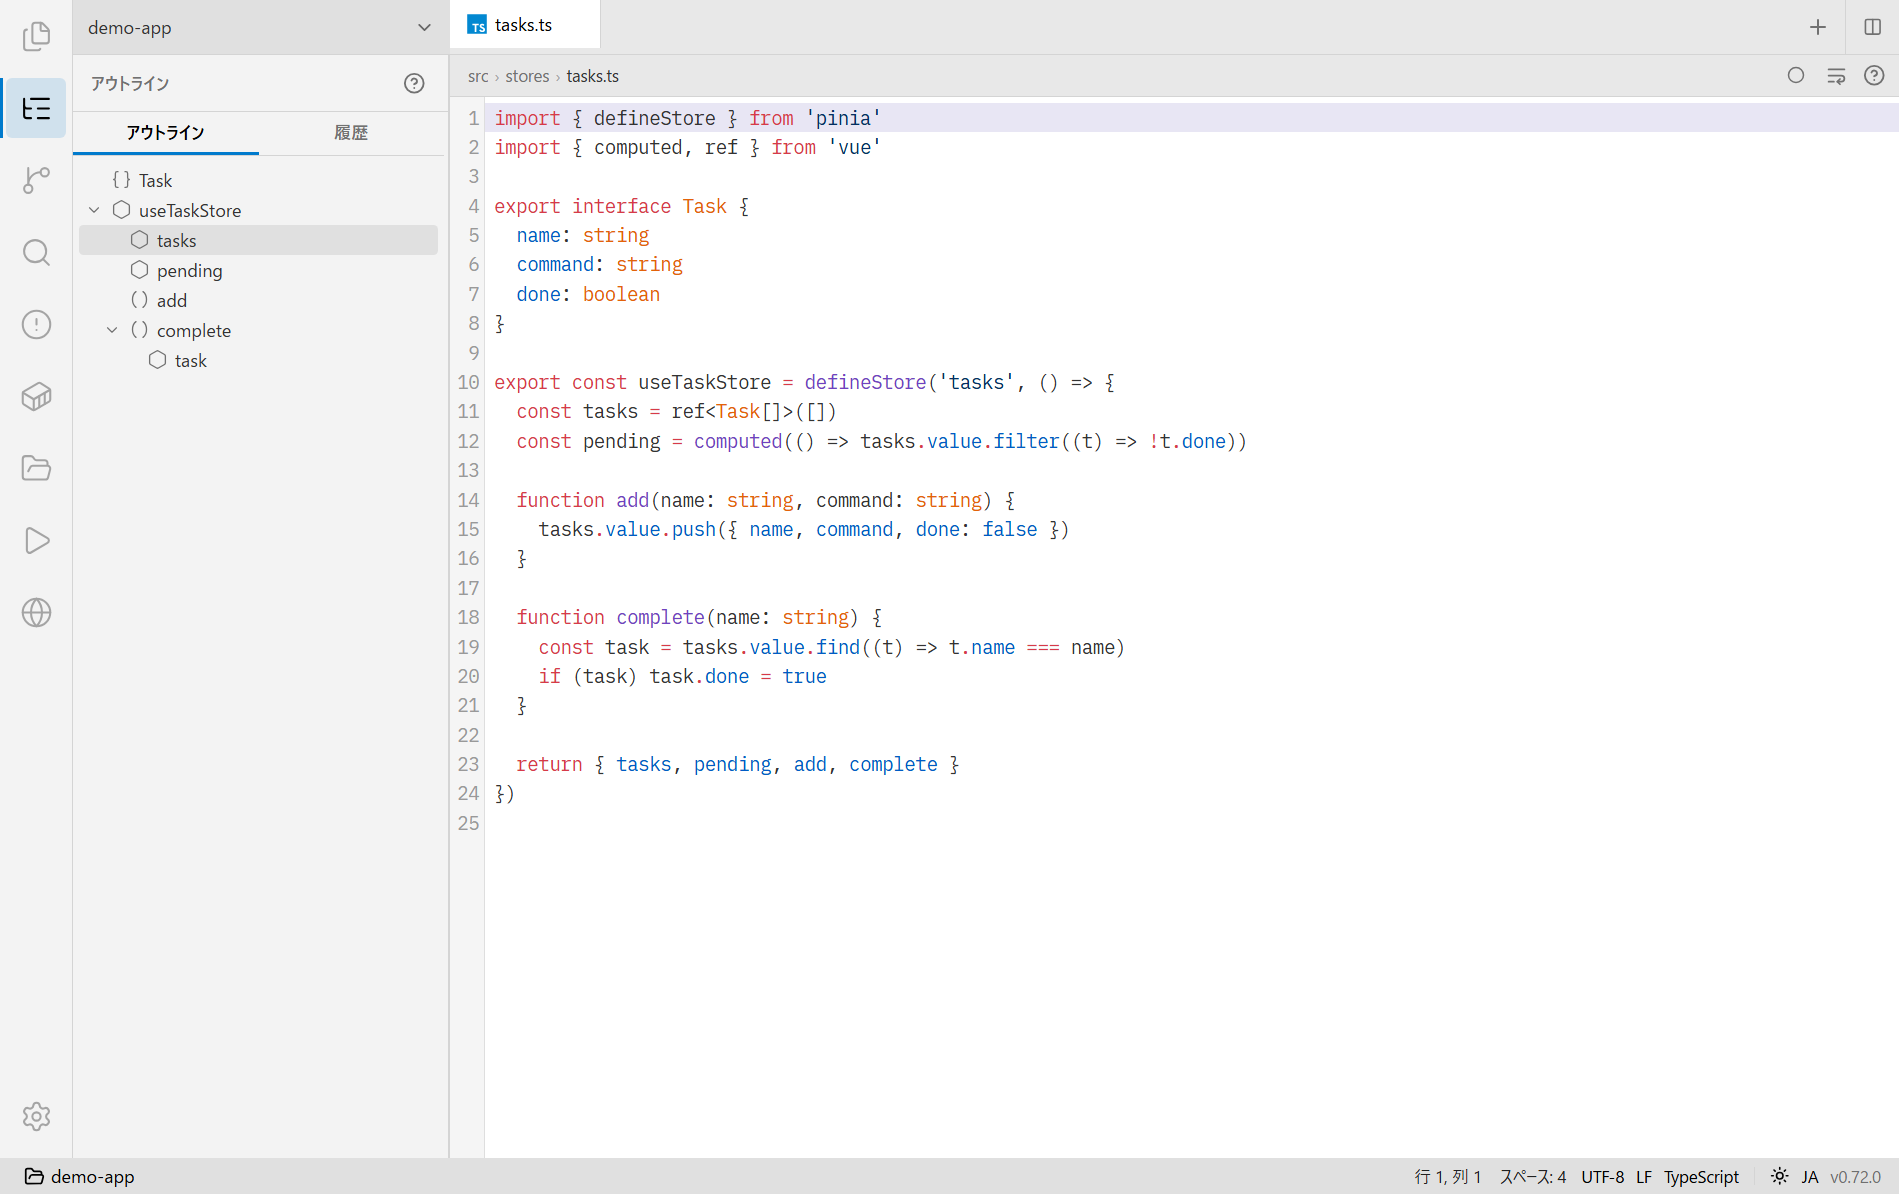 demo-app
tasks.ts
アウトライン
src › stores › tasks.ts
アウトライン
履歴
{} Task
useTaskStore
tasks
pending
() add
() complete
task
1 import { defineStore } from 'pinia'
2 import { computed, ref } from 'vue'
3
4 export interface Task {
5   name: string
6   command: string
7   done: boolean
8 }
9
10 export const useTaskStore = defineStore('tasks', () => {
11   const tasks = ref<Task[]>([])
12   const pending = computed(() => tasks.value.filter((t) => !t.done))
13
14   function add(name: string, command: string) {
15     tasks.value.push({ name, command, done: false })
16   }
17
18   function complete(name: string) {
19     const task = tasks.value.find((t) => t.name === name)
20     if (task) task.done = true
21   }
22
23   return { tasks, pending, add, complete }
24 })
25
demo-app
行 1, 列 1 スペース: 4 UTF-8 LF TypeScript JA v0.72.0